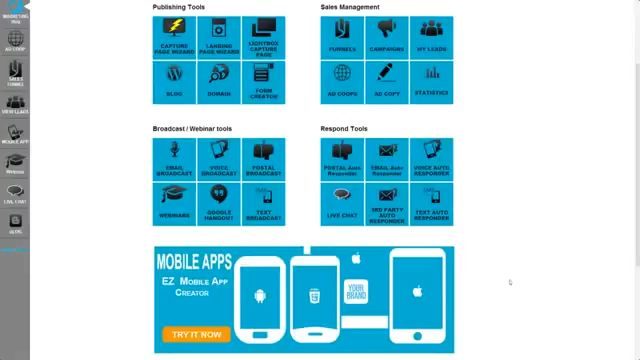 MARKETING
AD COOP
SALES
FUNNEL
VIEW LEADS
MOBILE APP
Webinar
LIVE CHAT
BLOG
Publishing Tools
CAPTURE
PAGE WIZARD
LANDING
PAGE WIZARD
LIGHTBOX
CAPTURE
PAGE
BLOG
DOMAIN
FORM
CREATOR
Sales Management
FUNNELS
CAMPAIGNS
MY LEADS
AD COOPS
AD COPY
STATISTICS
Broadcast / Webinar tools
EMAIL
BROADCAST
VOICE
BROADCAST
POSTAL
BROADCAST
WEBINARS
GOOGLE
HANGOUT
TEXT
BROADCAST
Respond Tools
POSTAL Auto
Responder
EMAIL Auto
Responder
VOICE AUTO
RESPONDER
LIVE CHAT
3RD PARTY
AUTO
RESPONDER
TEXT AUTO
RESPONDER
MOBILE APPS
EZ MOBILE APP
CREATOR
TRY IT NOW
YOUR
BRAND